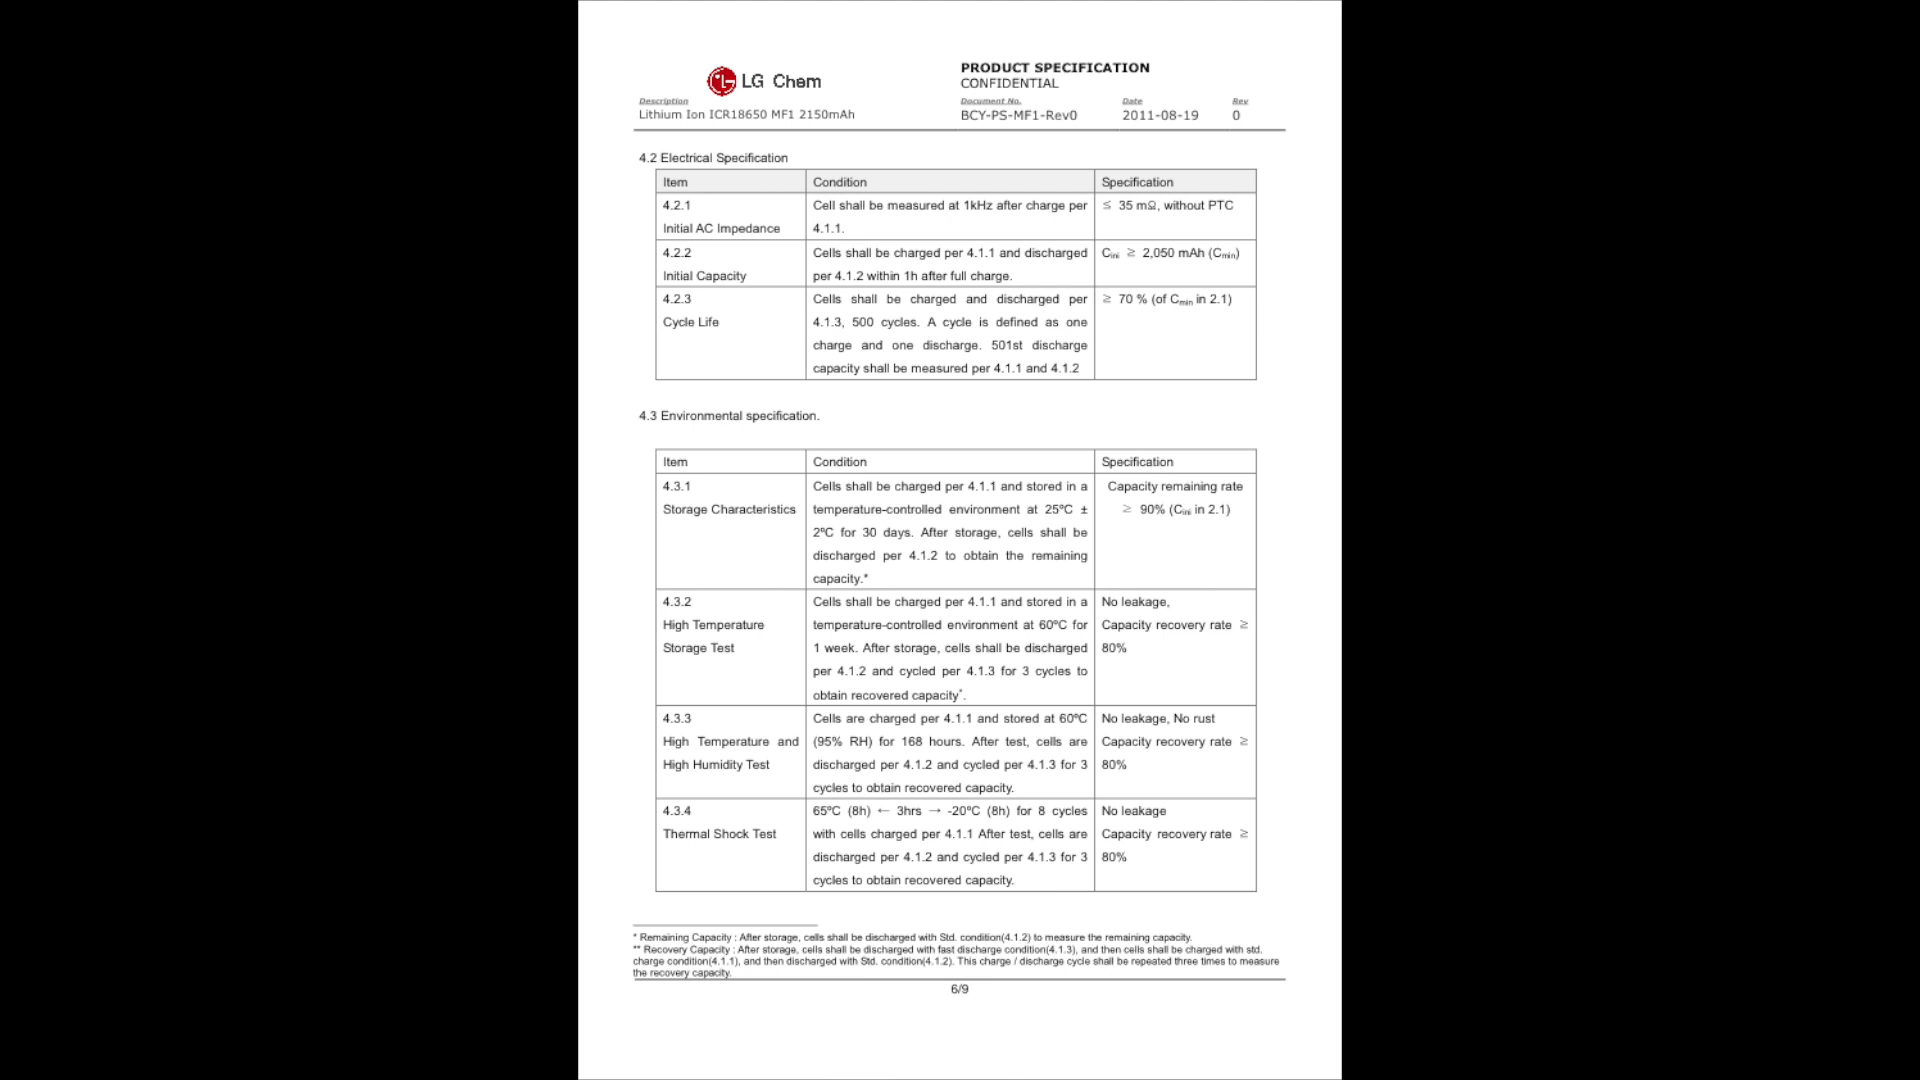 LG Chem
PRODUCT SPECIFICATION
CONFIDENTIAL
Description
Document No.
Date
Rev
Lithium Ion ICR18650 MF1 2150mAh
BCY-PS-MF1-Rev0
2011-08-19
0
4.2 Electrical Specification
Item
Condition
Specification
4.2.1
Initial AC Impedance
Cell shall be measured at 1kHz after charge per
4.1.1.
≤ 35 mΩ, without PTC
4.2.2
Initial Capacity
Cells shall be charged per 4.1.1 and discharged
per 4.1.2 within 1h after full charge.
Cini ≥ 2,050 mAh (Cmin)
4.2.3
Cycle Life
Cells shall be charged and discharged per
4.1.3, 500 cycles. A cycle is defined as one
charge and one discharge. 501st discharge
capacity shall be measured per 4.1.1 and 4.1.2
≥ 70 % (of Cmin in 2.1)
4.3 Environmental specification.
Item
Condition
Specification
4.3.1
Storage Characteristics
Cells shall be charged per 4.1.1 and stored in a
temperature-controlled environment at 25ºC ±
2ºC for 30 days. After storage, cells shall be
discharged per 4.1.2 to obtain the remaining
capacity.*
Capacity remaining rate
≥ 90% (Cini in 2.1)
4.3.2
High Temperature
Storage Test
Cells shall be charged per 4.1.1 and stored in a
temperature-controlled environment at 60ºC for
1 week. After storage, cells shall be discharged
per 4.1.2 and cycled per 4.1.3 for 3 cycles to
obtain recovered capacity*.
No leakage,
Capacity recovery rate ≥
80%
4.3.3
High Temperature and
High Humidity Test
Cells are charged per 4.1.1 and stored at 60ºC
(95% RH) for 168 hours. After test, cells are
discharged per 4.1.2 and cycled per 4.1.3 for 3
cycles to obtain recovered capacity.
No leakage, No rust
Capacity recovery rate ≥
80%
4.3.4
Thermal Shock Test
65ºC (8h) ← 3hrs → -20ºC (8h) for 8 cycles
with cells charged per 4.1.1 After test, cells are
discharged per 4.1.2 and cycled per 4.1.3 for 3
cycles to obtain recovered capacity.
No leakage
Capacity recovery rate ≥
80%
* Remaining Capacity : After storage, cells shall be discharged with Std. condition(4.1.2) to measure the remaining capacity.
** Recovery Capacity : After storage, cells shall be discharged with fast discharge condition(4.1.3), and then cells shall be charged with std.
charge condition(4.1.1), and then discharged with Std. condition(4.1.2). This charge / discharge cycle shall be repeated three times to measure
the recovery capacity.
6/9